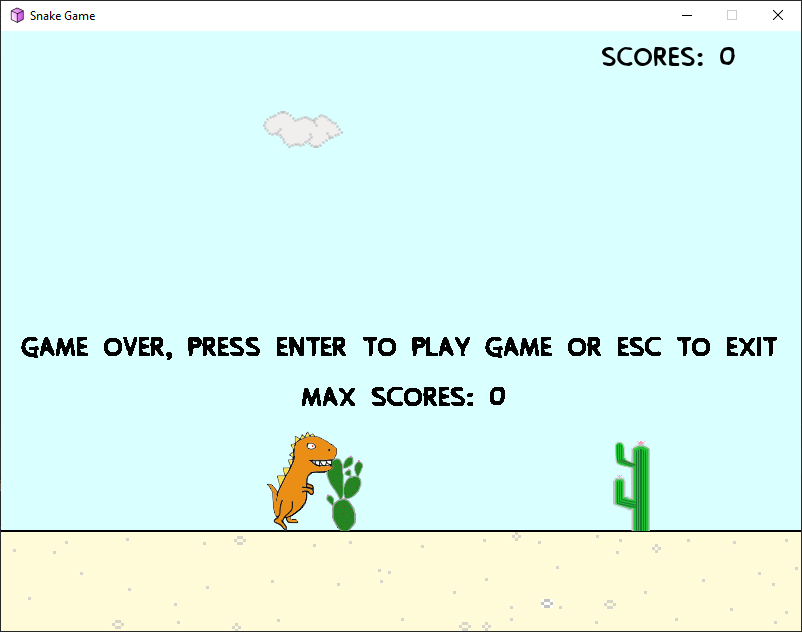 Snake Game
SCORES: 0
GAME OVER, PRESS ENTER TO PLAY GAME OR ESC TO EXIT
MAX SCORES: 0